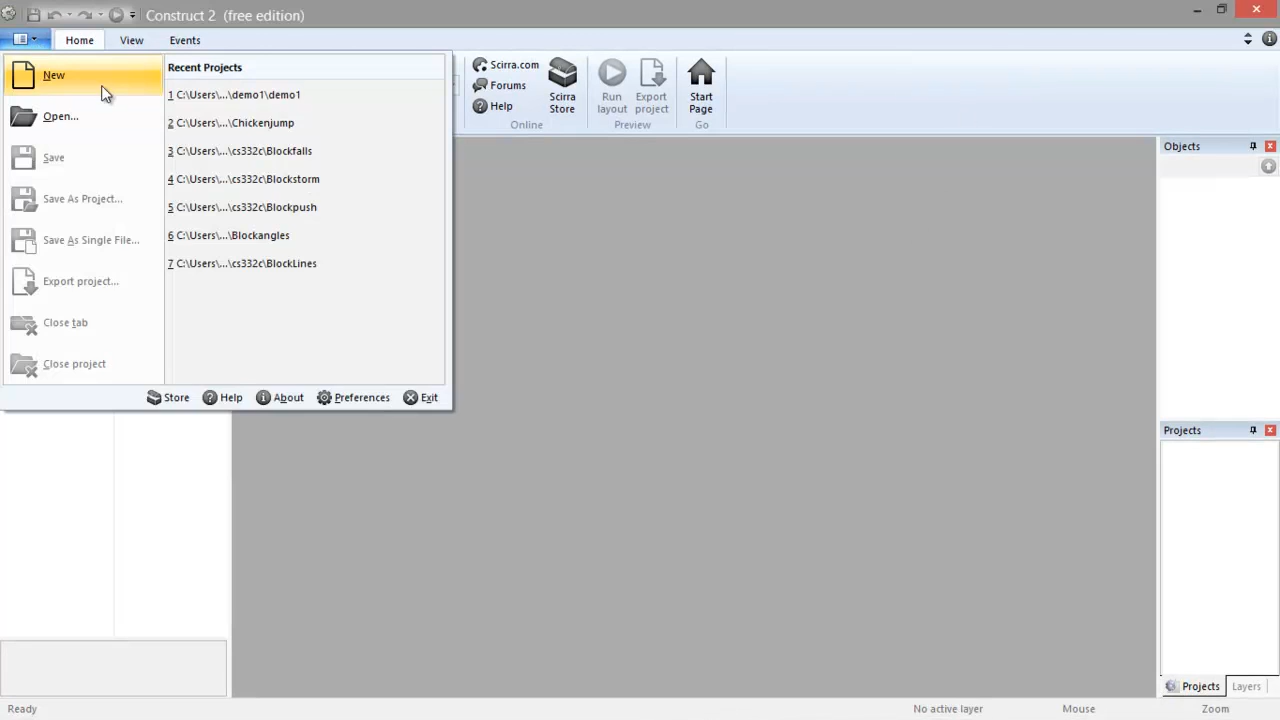 Construct 2 (free edition)
Home
View
Events
New
Open...
Save
Save As Project...
Save As Single File...
Export project...
Close tab
Close project
Recent Projects
1 C:\Users\...\demo1\demo1
2 C:\Users\...\Chickenjump
3 C:\Users\...\cs332c\Blockfalls
4 C:\Users\...\cs332c\Blockstorm
5 C:\Users\...\cs332c\Blockpush
6 C:\Users\...\Blockangles
7 C:\Users\...\cs332c\BlockLines
Store
Help
About
Preferences
Exit
Scirra.com
Forums
Help
Scirra
Store
Online
Run
layout
Export
project
Preview
Start
Page
Go
Objects
Projects
Projects
Layers
Ready
No active layer
Mouse
Zoom